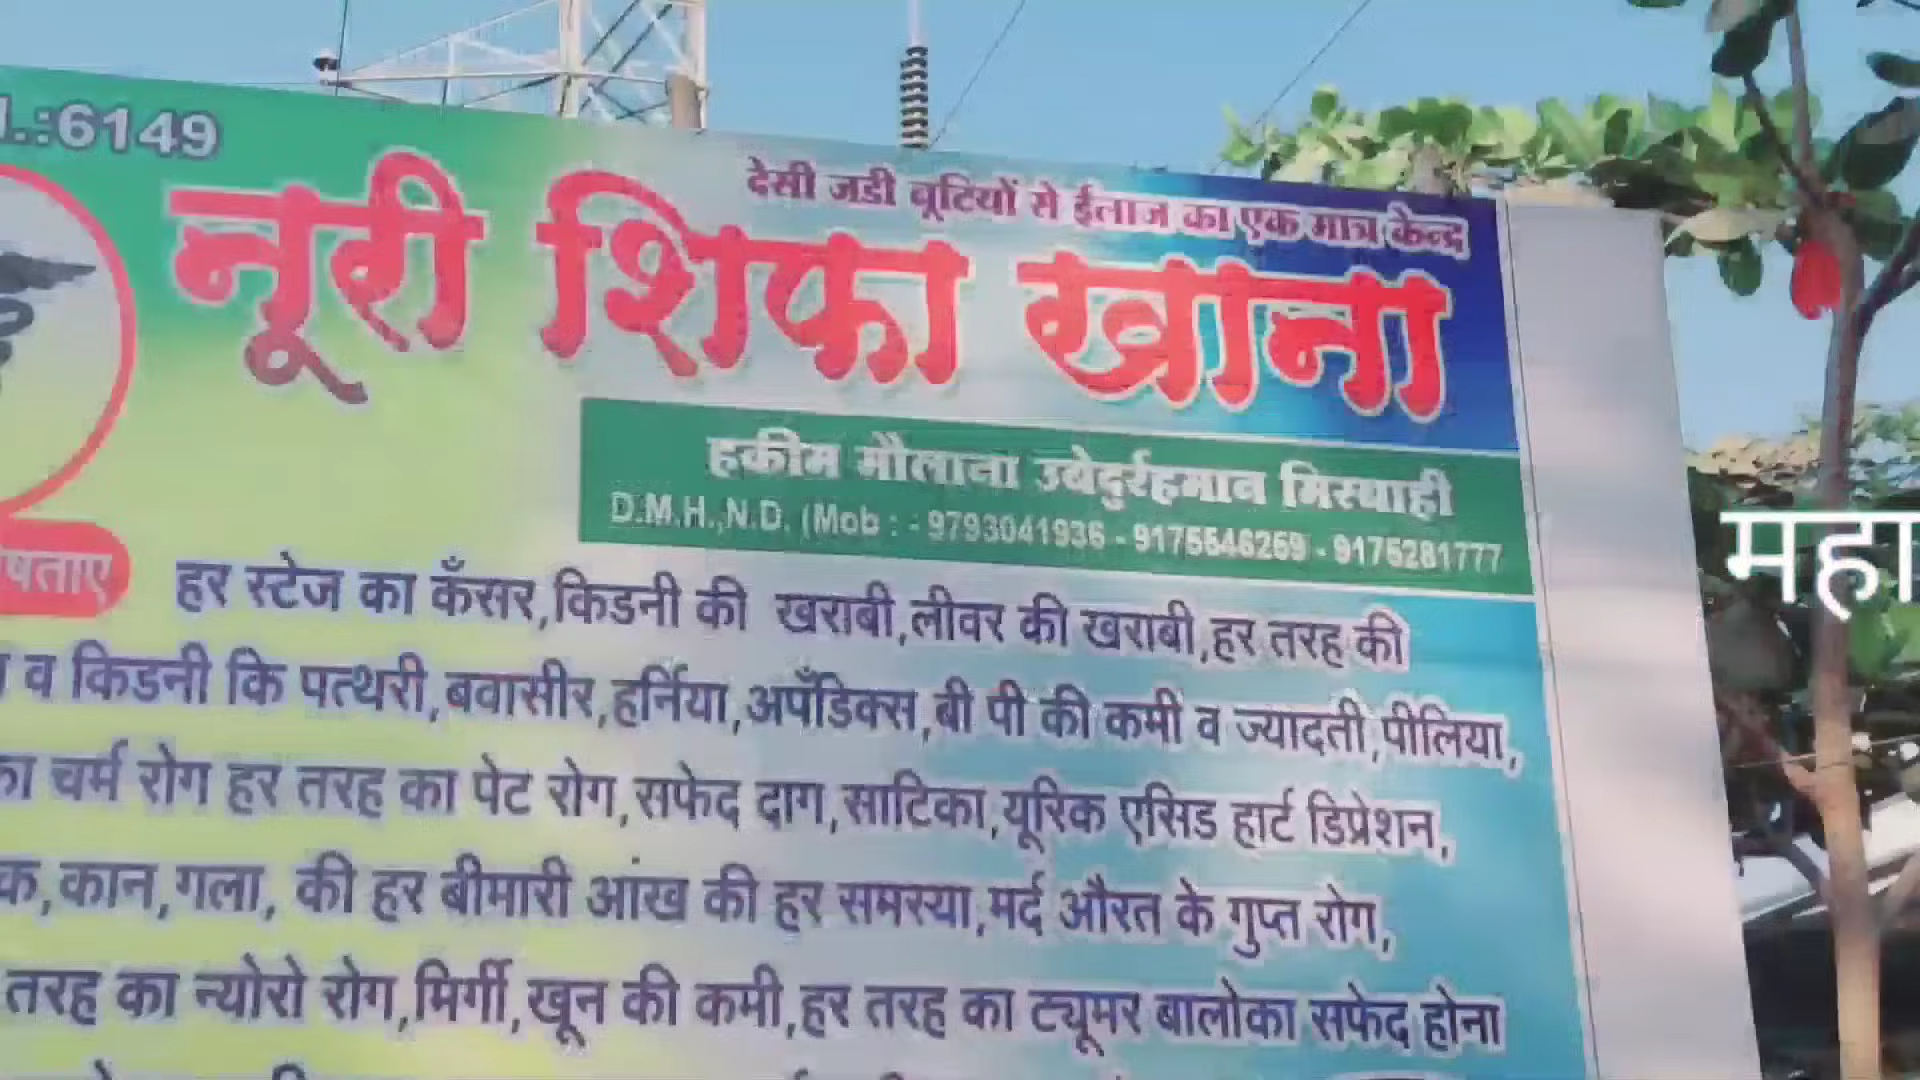 .:6149
देसी जडी बूटियों से ईलाज का एक मात्र केन्द्र
नूरी शिफा खाना
हकीम मौलाना उबेदुर्रहमान मिस्बाही
D.M.H.,N.D. (Mob : - 9793041936 - 9175546259 - 9175281777
षताए
हर स्टेज का कँसर,किडनी की खराबी,लीवर की खराबी,हर तरह की
व किडनी कि पत्थरी,बवासीर,हर्निया,अपँडिक्स,बी पी की कमी व ज्यादती,पीलिया,
का चर्म रोग हर तरह का पेट रोग,सफेद दाग,साटिका,यूरिक एसिड हार्ट डिप्रेशन,
क,कान,गला, की हर बीमारी आंख की हर समस्या,मर्द औरत के गुप्त रोग,
तरह का न्योरो रोग,मिर्गी,खून की कमी,हर तरह का ट्यूमर बालोका सफेद होना
महा